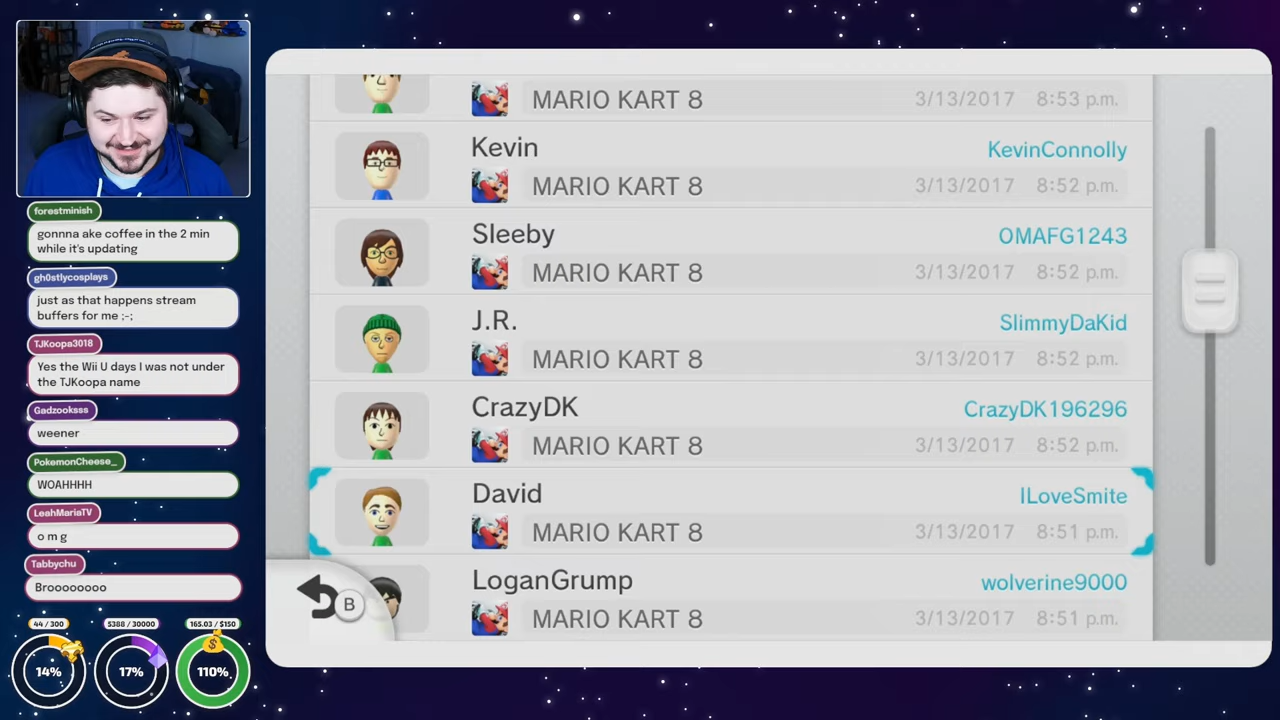 forestminish
gonnna ake coffee in the 2 min
while it's updating
gh0stlycosplays
just as that happens stream
buffers for me ;-;
TJKoopa3018
Yes the Wii U days I was not under
the TJKoopa name
Gadzooksss
weener
PokemonCheese_
WOAHHHH
LeahMariaTV
o m g
Tabbychu
Broooooooo
44 / 300
5388 / 30000
165.03 / $150
14%
17%
110%
MARIO KART 8 3/13/2017 8:53 p.m.
Kevin KevinConnolly
MARIO KART 8 3/13/2017 8:52 p.m.
Sleeby OMAFG1243
MARIO KART 8 3/13/2017 8:52 p.m.
J.R. SlimmyDaKid
MARIO KART 8 3/13/2017 8:52 p.m.
CrazyDK CrazyDK196296
MARIO KART 8 3/13/2017 8:52 p.m.
David ILoveSmite
MARIO KART 8 3/13/2017 8:51 p.m.
LoganGrump wolverine9000
MARIO KART 8 3/13/2017 8:51 p.m.
B